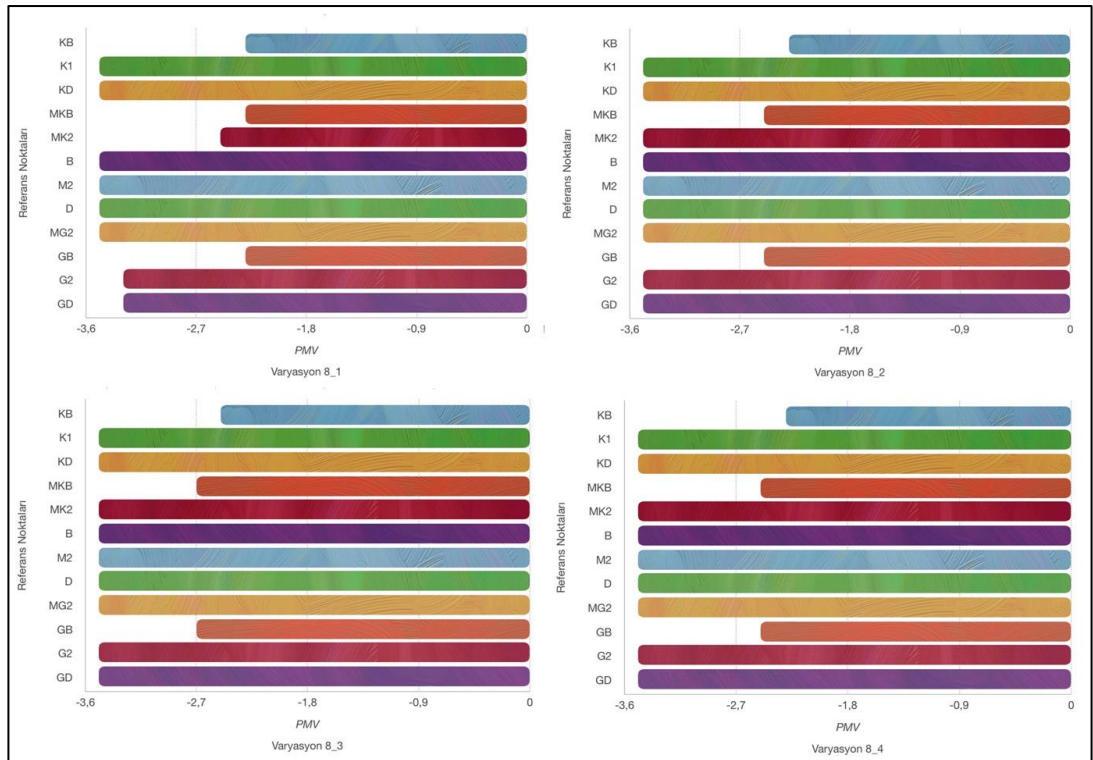 KB
K1
KD
MKB
MK2
B
M2
D
MG2
GB
G2
GD
Referans Noktaları
-3,6 -2,7 -1,8 -0,9 0
PMV
Varyasyon 8_1
KB
K1
KD
MKB
MK2
B
M2
D
MG2
GB
G2
GD
Referans Noktaları
-3,6 -2,7 -1,8 -0,9 0
PMV
Varyasyon 8_2
KB
K1
KD
MKB
MK2
B
M2
D
MG2
GB
G2
GD
Referans Noktaları
-3,6 -2,7 -1,8 -0,9 0
PMV
Varyasyon 8_3
KB
K1
KD
MKB
MK2
B
M2
D
MG2
GB
G2
GD
Referans Noktaları
-3,6 -2,7 -1,8 -0,9 0
PMV
Varyasyon 8_4